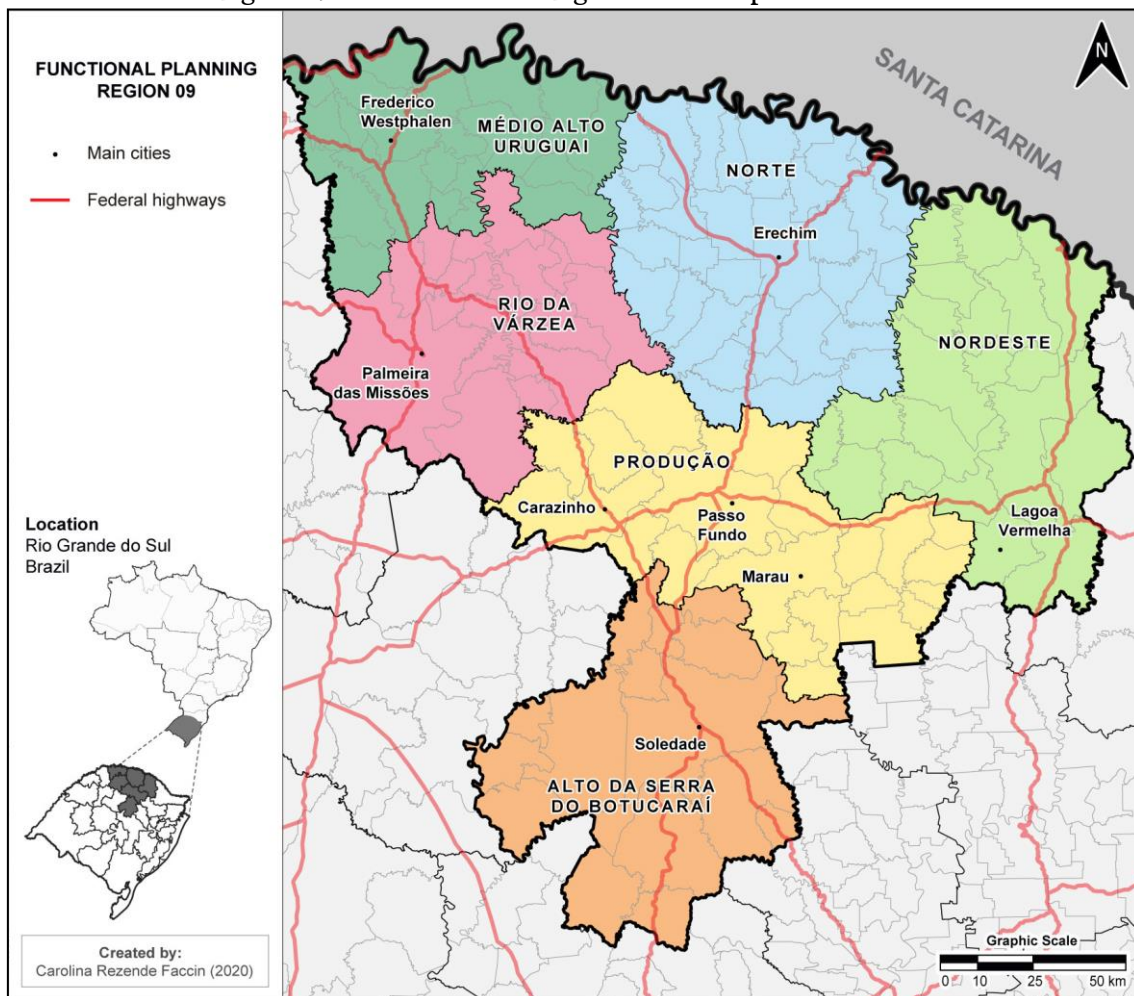 FUNCTIONAL PLANNING
REGION 09
Main cities
Federal highways
Location
Rio Grande do Sul
Brazil
Created by:
Carolina Rezende Faccin (2020)
N
SANTA CATARINA
Frederico
Westphalen
MÉDIO ALTO
URUGUAI
NORTE
Erechim
RIO DA
VÁRZEA
NORDESTE
Palmeira
das Missões
PRODUÇÃO
Carazinho
Passo
Fundo
Lagoa
Vermelha
Marau
Soledade
ALTO DA SERRA
DO BOTUCARAÍ
Graphic Scale
0 10 25 50 km